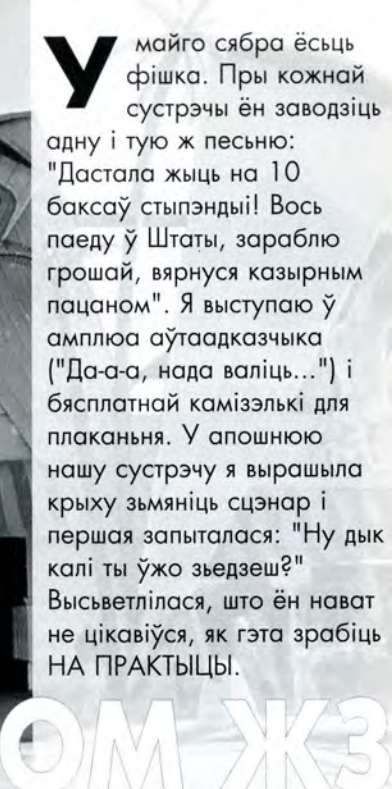 У майго сябра ёсьць
фішка. Пры кожнай
сустрэчы ён заводзіць
адну і тую ж песьню:
"Дастала жыць на 10
баксаў стыпэндыі! Вось
паеду ў Штаты, зараблю
грошай, вярнуся казырным
пацаном". Я выступаю ў
амплюа аўтаадказчыка
("Да-а-а, нада валіць...") і
бясплатнай камізэлькі для
плаканьня. У апошнюю
нашу сустрэчу я вырашыла
крыху зьмяніць сцэнар і
першая запыталася: "Ну дык
калі ты ўжо зьедзеш?"
Высьветлілася, што ён нават
не цікавіўся, як гэта зрабіць
НА ПРАКТЫЦЫ.
ОМ ЖЗ